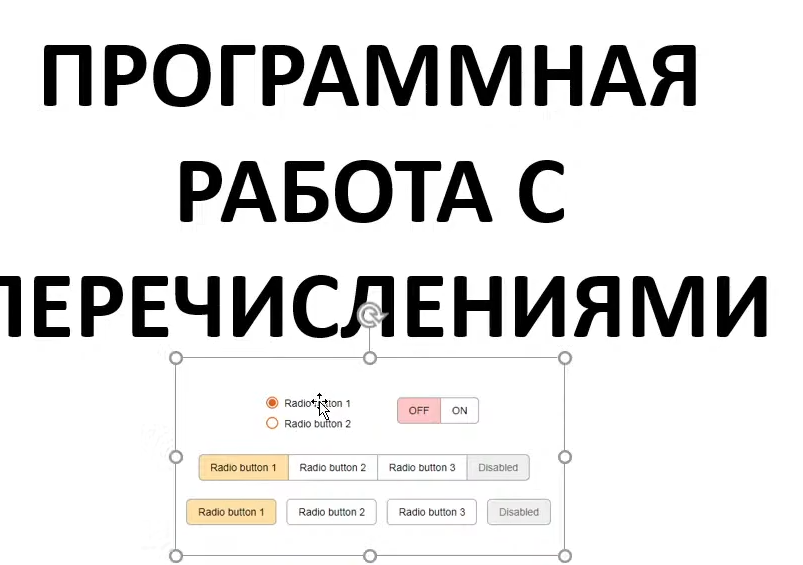 ПРОГРАММНАЯ
РАБОТА С
ПЕРЕЧИСЛЕНИЯМИ
Radio button 1
OFF ON
Radio button 2
Radio button 1 Radio button 2 Radio button 3 Disabled
Radio button 1 Radio button 2 Radio button 3 Disabled